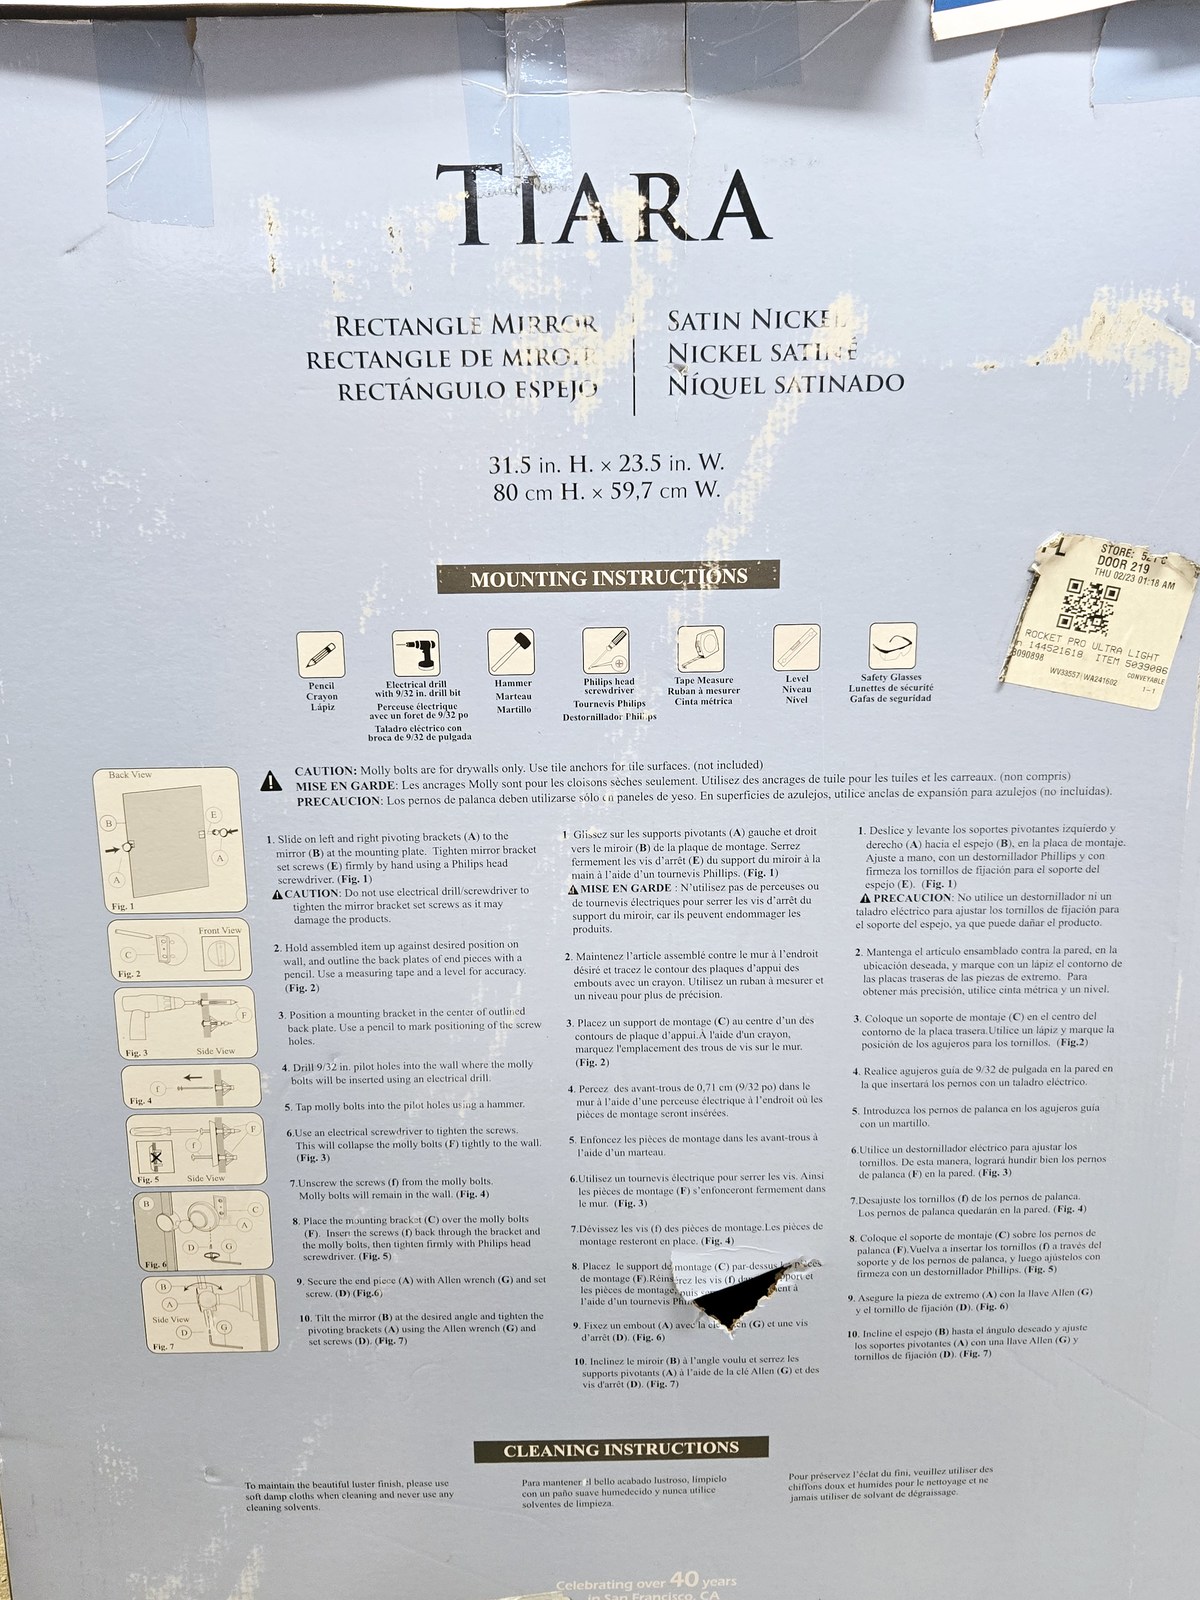 TIARA
RECTANGLE MIRROR
RECTANGLE DE MIROIR
RECTÁNGULO ESPEJO
SATIN NICKEL
NICKEL SATINÉ
NÍQUEL SATINADO
31.5 in. H. × 23.5 in. W.
80 cm H. × 59,7 cm W.
STORE:
DOOR 219
THU 02/23 01:18 AM
ROCKET PRO ULTRA LIGHT
144521618 ITEM 5039086
3090898
WV33557 WA241602
CONVEYABLE
1-1
MOUNTING INSTRUCTIONS
Pencil
Crayon
Lápiz
Electrical drill
with 9/32 in. drill bit
Perceuse électrique
avec un foret de 9/32 po
Taladro eléctrico con
broca de 9/32 de pulgada
Hammer
Marteau
Martillo
Philips head
screwdriver
Tournevis Philips
Destornillador Philips
Tape Measure
Ruban à mesurer
Cinta métrica
Level
Niveau
Nivel
Safety Glasses
Lunettes de sécurité
Gafas de seguridad
CAUTION: Molly bolts are for drywalls only. Use tile anchors for tile surfaces. (not included)
MISE EN GARDE: Les ancrages Molly sont pour les cloisons sèches seulement. Utilisez des ancrages de tuile pour les tuiles et les carreaux. (non compris)
PRECAUCION: Los pernos de palanca deben utilizarse sólo en paneles de yeso. En superficies de azulejos, utilice anclas de expansión para azulejos (no incluidas).
Back View
B
E
A
A
Fig. 1
Front View
C
Fig. 2
F
Fig. 3
Side View
f
Fig. 4
F
f
Fig. 5
Side View
B
C
A
D
G
Fig. 6
B
A
Side View
D
G
Fig. 7
1. Slide on left and right pivoting brackets (A) to the
mirror (B) at the mounting plate. Tighten mirror bracket
set screws (E) firmly by hand using a Philips head
screwdriver. (Fig. 1)
CAUTION: Do not use electrical drill/screwdriver to
tighten the mirror bracket set screws as it may
damage the products.
2. Hold assembled item up against desired position on
wall, and outline the back plates of end pieces with a
pencil. Use a measuring tape and a level for accuracy.
(Fig. 2)
3. Position a mounting bracket in the center of outlined
back plate. Use a pencil to mark positioning of the screw
holes.
4. Drill 9/32 in. pilot holes into the wall where the molly
bolts will be inserted using an electrical drill.
5. Tap molly bolts into the pilot holes using a hammer.
6.Use an electrical screwdriver to tighten the screws.
This will collapse the molly bolts (F) tightly to the wall.
(Fig. 3)
7.Unscrew the screws (f) from the molly bolts.
Molly bolts will remain in the wall. (Fig. 4)
8. Place the mounting bracket (C) over the molly bolts
(F). Insert the screws (f) back through the bracket and
the molly bolts, then tighten firmly with Philips head
screwdriver. (Fig. 5)
9. Secure the end piece (A) with Allen wrench (G) and set
screw. (D) (Fig.6)
10. Tilt the mirror (B) at the desired angle and tighten the
pivoting brackets (A) using the Allen wrench (G) and
set screws (D). (Fig. 7)
1. Glissez sur les supports pivotants (A) gauche et droit
vers le miroir (B) de la plaque de montage. Serrez
fermement les vis d'arrêt (E) du support du miroir à la
main à l'aide d'un tournevis Phillips. (Fig. 1)
MISE EN GARDE : N'utilisez pas de perceuses ou
de tournevis électriques pour serrer les vis d'arrêt du
support du miroir, car ils peuvent endommager les
produits.
2. Maintenez l'article assemblé contre le mur à l'endroit
désiré et tracez le contour des plaques d'appui des
embouts avec un crayon. Utilisez un ruban à mesurer et
un niveau pour plus de précision.
3. Placez un support de montage (C) au centre d'un des
contours de plaque d'appui.À l'aide d'un crayon,
marquez l'emplacement des trous de vis sur le mur.
(Fig. 2)
4. Percez des avant-trous de 0,71 cm (9/32 po) dans le
mur à l'aide d'une perceuse électrique à l'endroit où les
pièces de montage seront insérées.
5. Enfoncez les pièces de montage dans les avant-trous à
l'aide d'un marteau.
6.Utilisez un tournevis électrique pour serrer les vis. Ainsi
les pièces de montage (F) s'enfonceront fermement dans
le mur. (Fig. 3)
7.Dévissez les vis (f) des pièces de montage.Les pièces de
montage resteront en place. (Fig. 4)
8. Placez le support de montage (C) par-dessus les pièces
de montage (F).Réinsérez les vis (f) et
les pièces de montage, puis à
l'aide d'un tournevis
9. Fixez un embout (A) avec la clé Allen (G) et une vis
d'arrêt (D). (Fig. 6)
10. Inclinez le miroir (B) à l'angle voulu et serrez les
supports pivotants (A) à l'aide de la clé Allen (G) et des
vis d'arrêt (D). (Fig. 7)
1. Deslice y levante los soportes pivotantes izquierdo y
derecho (A) hacia el espejo (B), en la placa de montaje.
Ajuste a mano, con un destornillador Phillips y con
firmeza los tornillos de fijación para el soporte del
espejo (E). (Fig. 1)
PRECAUCIÓN: No utilice un destornillador ni un
taladro eléctrico para ajustar los tornillos de fijación para
el soporte del espejo, ya que puede dañar el producto.
2. Mantenga el artículo ensamblado contra la pared, en la
ubicación deseada, y marque con un lápiz el contorno de
las placas traseras de las piezas de extremo. Para
obtener más precisión, utilice cinta métrica y un nivel.
3. Coloque un soporte de montaje (C) en el centro del
contorno de la placa trasera.Utilice un lápiz y marque la
posición de los agujeros para los tornillos. (Fig.2)
4. Realice agujeros guía de 9/32 de pulgada en la pared en
la que insertará los pernos con un taladro eléctrico.
5. Introduzca los pernos de palanca en los agujeros guía
con un martillo.
6.Utilice un destornillador eléctrico para ajustar los
tornillos. De esta manera, logrará hundir bien los pernos
de palanca (F) en la pared. (Fig. 3)
7.Desajuste los tornillos (f) de los pernos de palanca.
Los pernos de palanca quedarán en la pared. (Fig. 4)
8. Coloque el soporte de montaje (C) sobre los pernos de
palanca (F).Vuelva a insertar los tornillos (f) a través del
soporte y de los pernos de palanca, y luego ajústelos con
firmeza con un destornillador Phillips. (Fig. 5)
9. Asegure la pieza de extremo (A) con la llave Allen (G)
y el tornillo de fijación (D). (Fig. 6)
10. Incline el espejo (B) hasta el ángulo deseado y ajuste
los soportes pivotantes (A) con una llave Allen (G) y
tornillos de fijación (D). (Fig. 7)
CLEANING INSTRUCTIONS
To maintain the beautiful luster finish, please use
soft damp cloths when cleaning and never use any
cleaning solvents.
Para mantener el bello acabado lustroso, límpielo
con un paño suave humedecido y nunca utilice
solventes de limpieza.
Pour préservez l'éclat du fini, veuillez utiliser des
chiffons doux et humides pour le nettoyage et ne
jamais utiliser de solvant de dégraissage.
Celebrating over 40 years
in San Francisco, CA